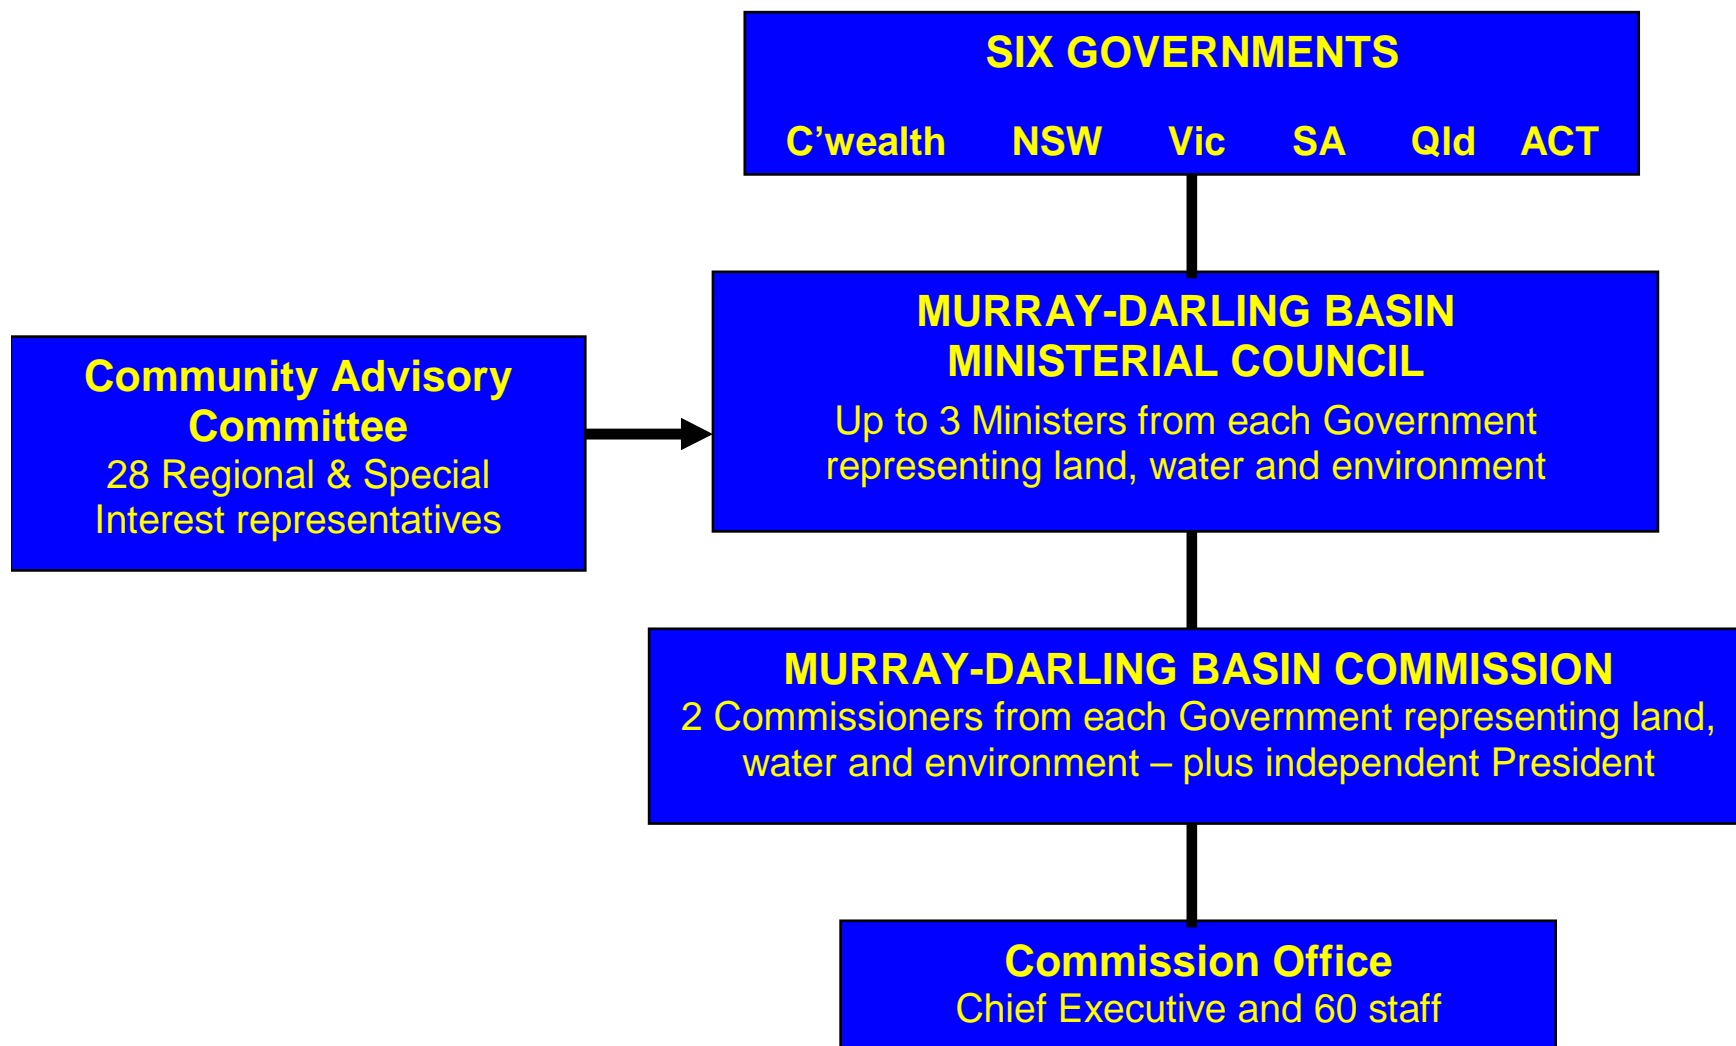 SIX GOVERNMENTS
C’wealth NSW Vic SA Qld ACT
MURRAY-DARLING BASIN
MINISTERIAL COUNCIL
Up to 3 Ministers from each Government
representing land, water and environment
Community Advisory
Committee
28 Regional & Special
Interest representatives
MURRAY-DARLING BASIN COMMISSION
2 Commissioners from each Government representing land,
water and environment – plus independent President
Commission Office
Chief Executive and 60 staff